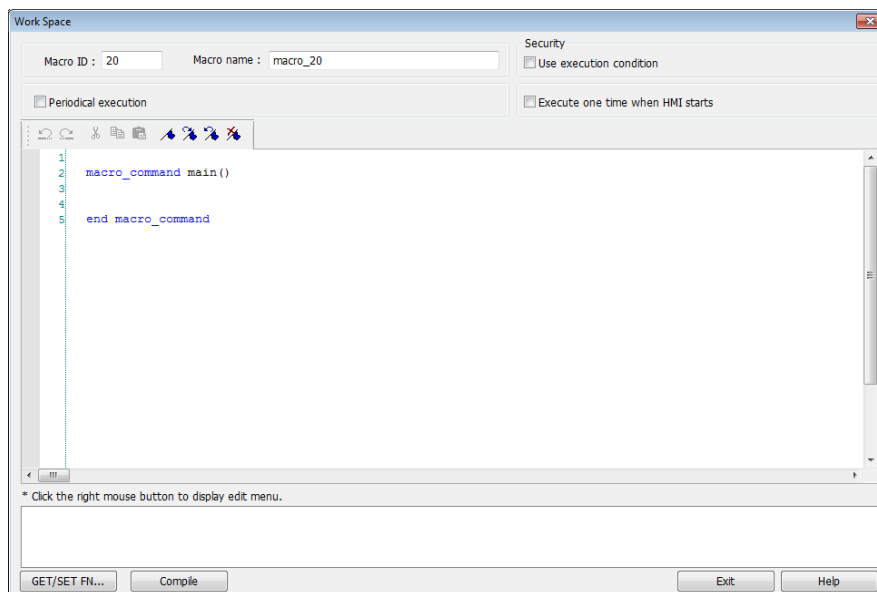 Work Space
Security
Macro ID : 20 Macro name : macro_20
Use execution condition
Periodical execution
Execute one time when HMI starts
1
2 macro_command main()
3
4
5 end macro_command
* Click the right mouse button to display edit menu.
GET/SET FN... Compile Exit Help